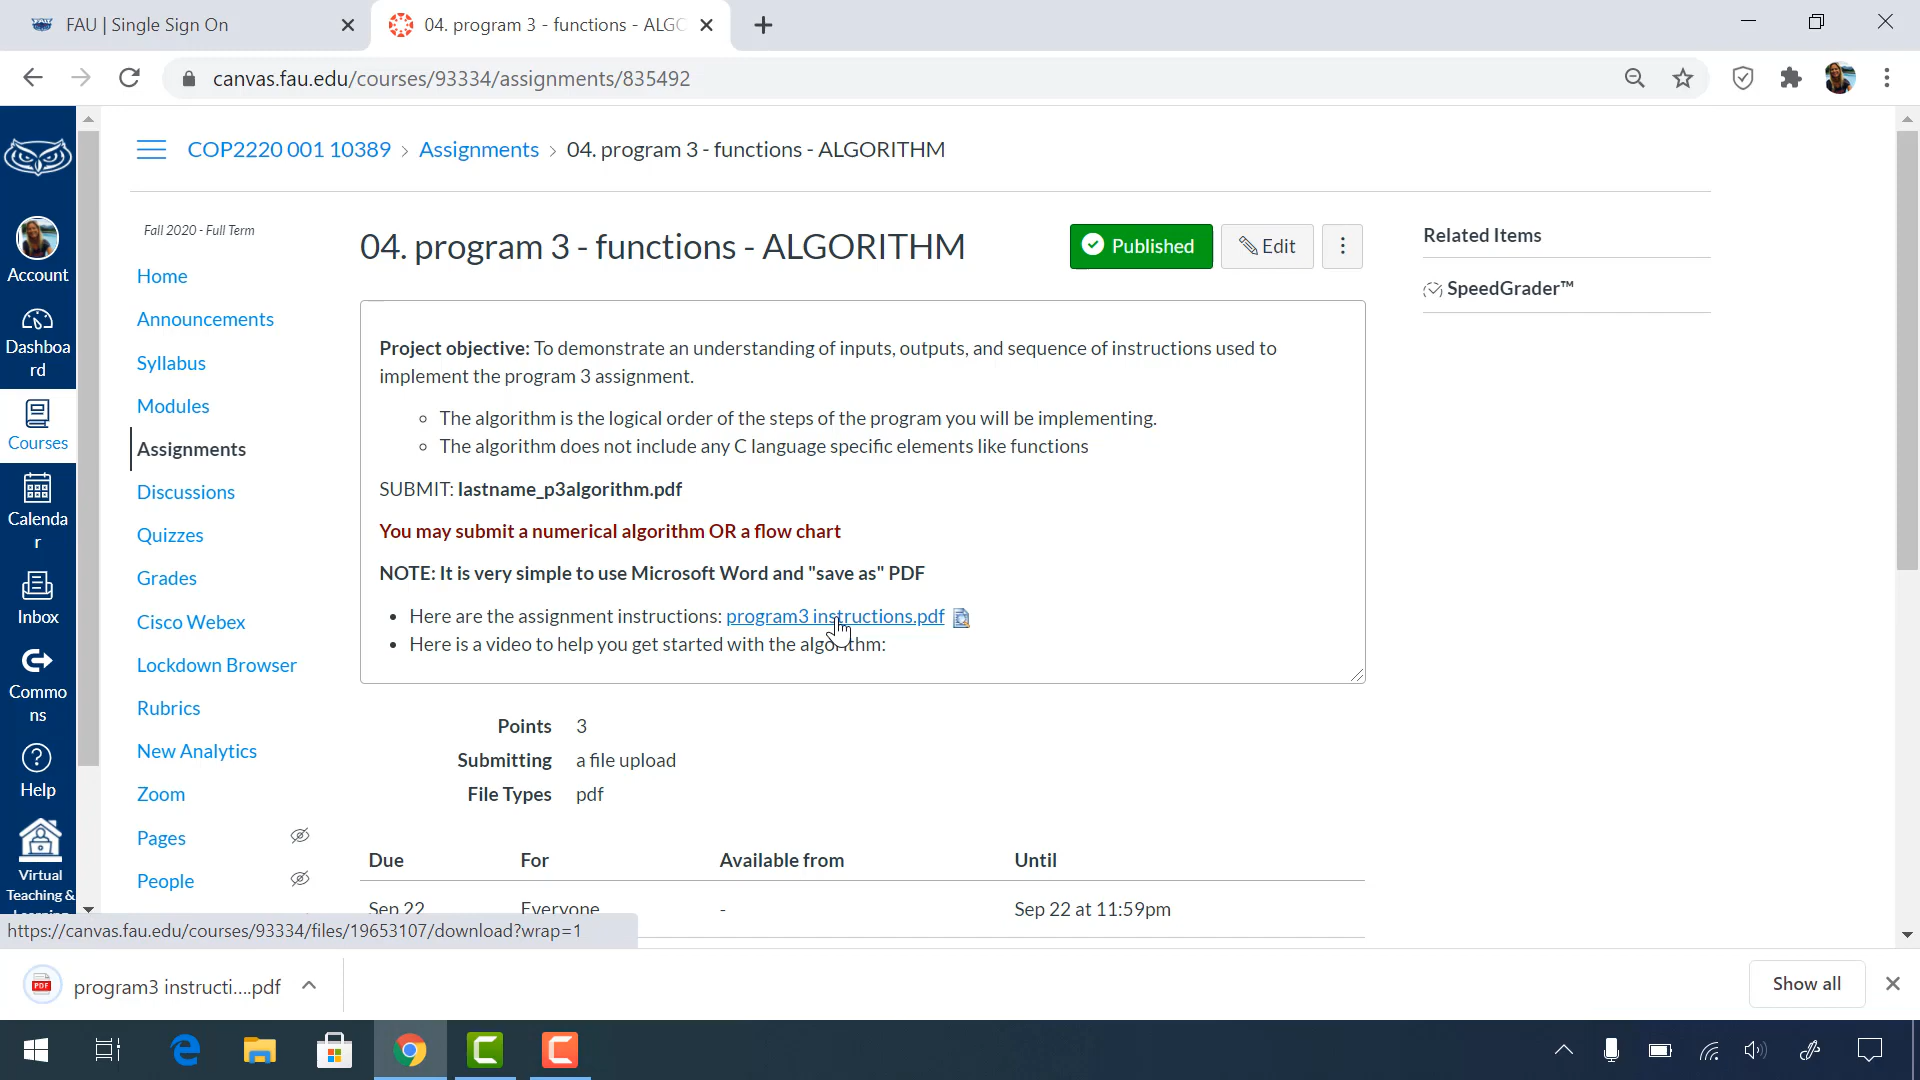 FAU | Single Sign On
04. program 3 - functions - ALGC
canvas.fau.edu/courses/93334/assignments/835492
COP2220 001 10389 > Assignments > 04. program 3 - functions - ALGORITHM
Account
Dashboa
rd
Courses
Calenda
r
Inbox
Commo
ns
Help
Virtual
Teaching &
Fall 2020 - Full Term
Home
Announcements
Syllabus
Modules
Assignments
Discussions
Quizzes
Grades
Cisco Webex
Lockdown Browser
Rubrics
New Analytics
Zoom
Pages
People
04. program 3 - functions - ALGORITHM
Published
Edit
Project objective: To demonstrate an understanding of inputs, outputs, and sequence of instructions used to
implement the program 3 assignment.
The algorithm is the logical order of the steps of the program you will be implementing.
The algorithm does not include any C language specific elements like functions
SUBMIT: lastname_p3algorithm.pdf
You may submit a numerical algorithm OR a flow chart
NOTE: It is very simple to use Microsoft Word and "save as" PDF
Here are the assignment instructions: program3 instructions.pdf
Here is a video to help you get started with the algorithm:
Points 3
Submitting a file upload
File Types pdf
Due For Available from Until
Sep 22 Everyone - Sep 22 at 11:59pm
Related Items
SpeedGrader™
https://canvas.fau.edu/courses/93334/files/19653107/download?wrap=1
PDF
program3 instructi....pdf
Show all